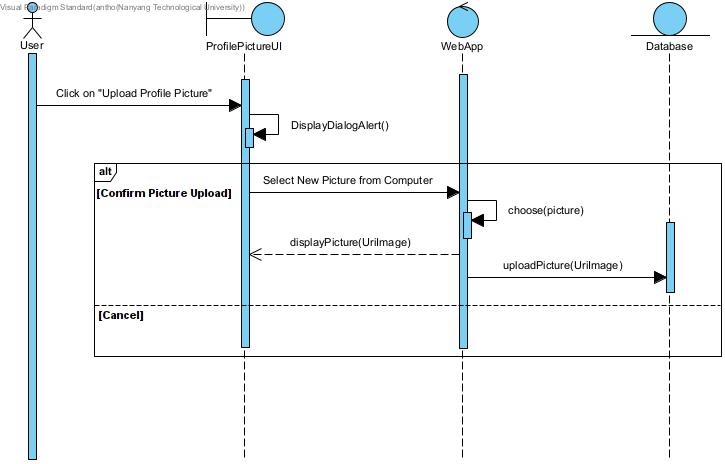 Visual Paradigm Standard(antho(Nanyang Technological University))
User
ProfilePictureUI
WebApp
Database
Click on "Upload Profile Picture"
DisplayDialogAlert()
alt
[Confirm Picture Upload]
Select New Picture from Computer
choose(picture)
displayPicture(UriImage)
uploadPicture(UriImage)
[Cancel]